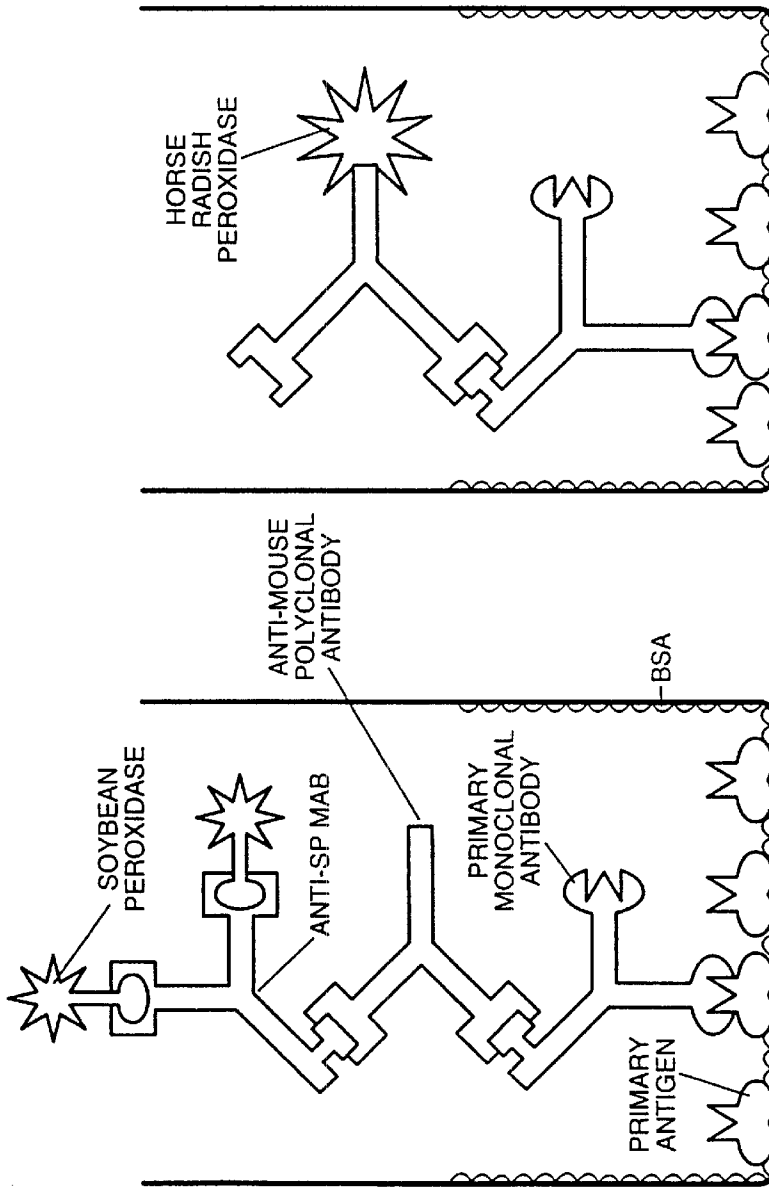 SOYBEAN
PEROXIDASE
ANTI-SP MAB
ANTI-MOUSE
POLYCLONAL
ANTIBODY
PRIMARY
MONOCLONAL
ANTIBODY
PRIMARY
ANTIGEN
BSA
HORSE
RADISH
PEROXIDASE